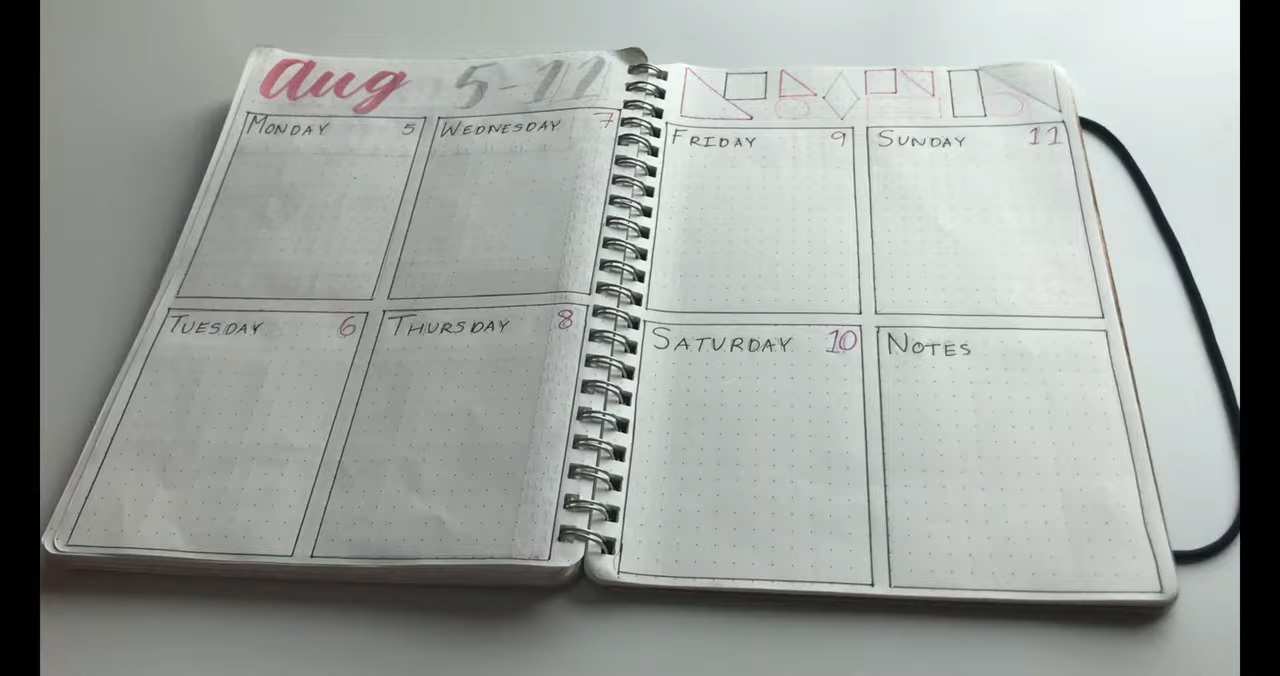 Aug 5-11
MONDAY 5
TUESDAY 6
WEDNESDAY 7
THURSDAY 8
FRIDAY 9
SATURDAY 10
SUNDAY 11
NOTES